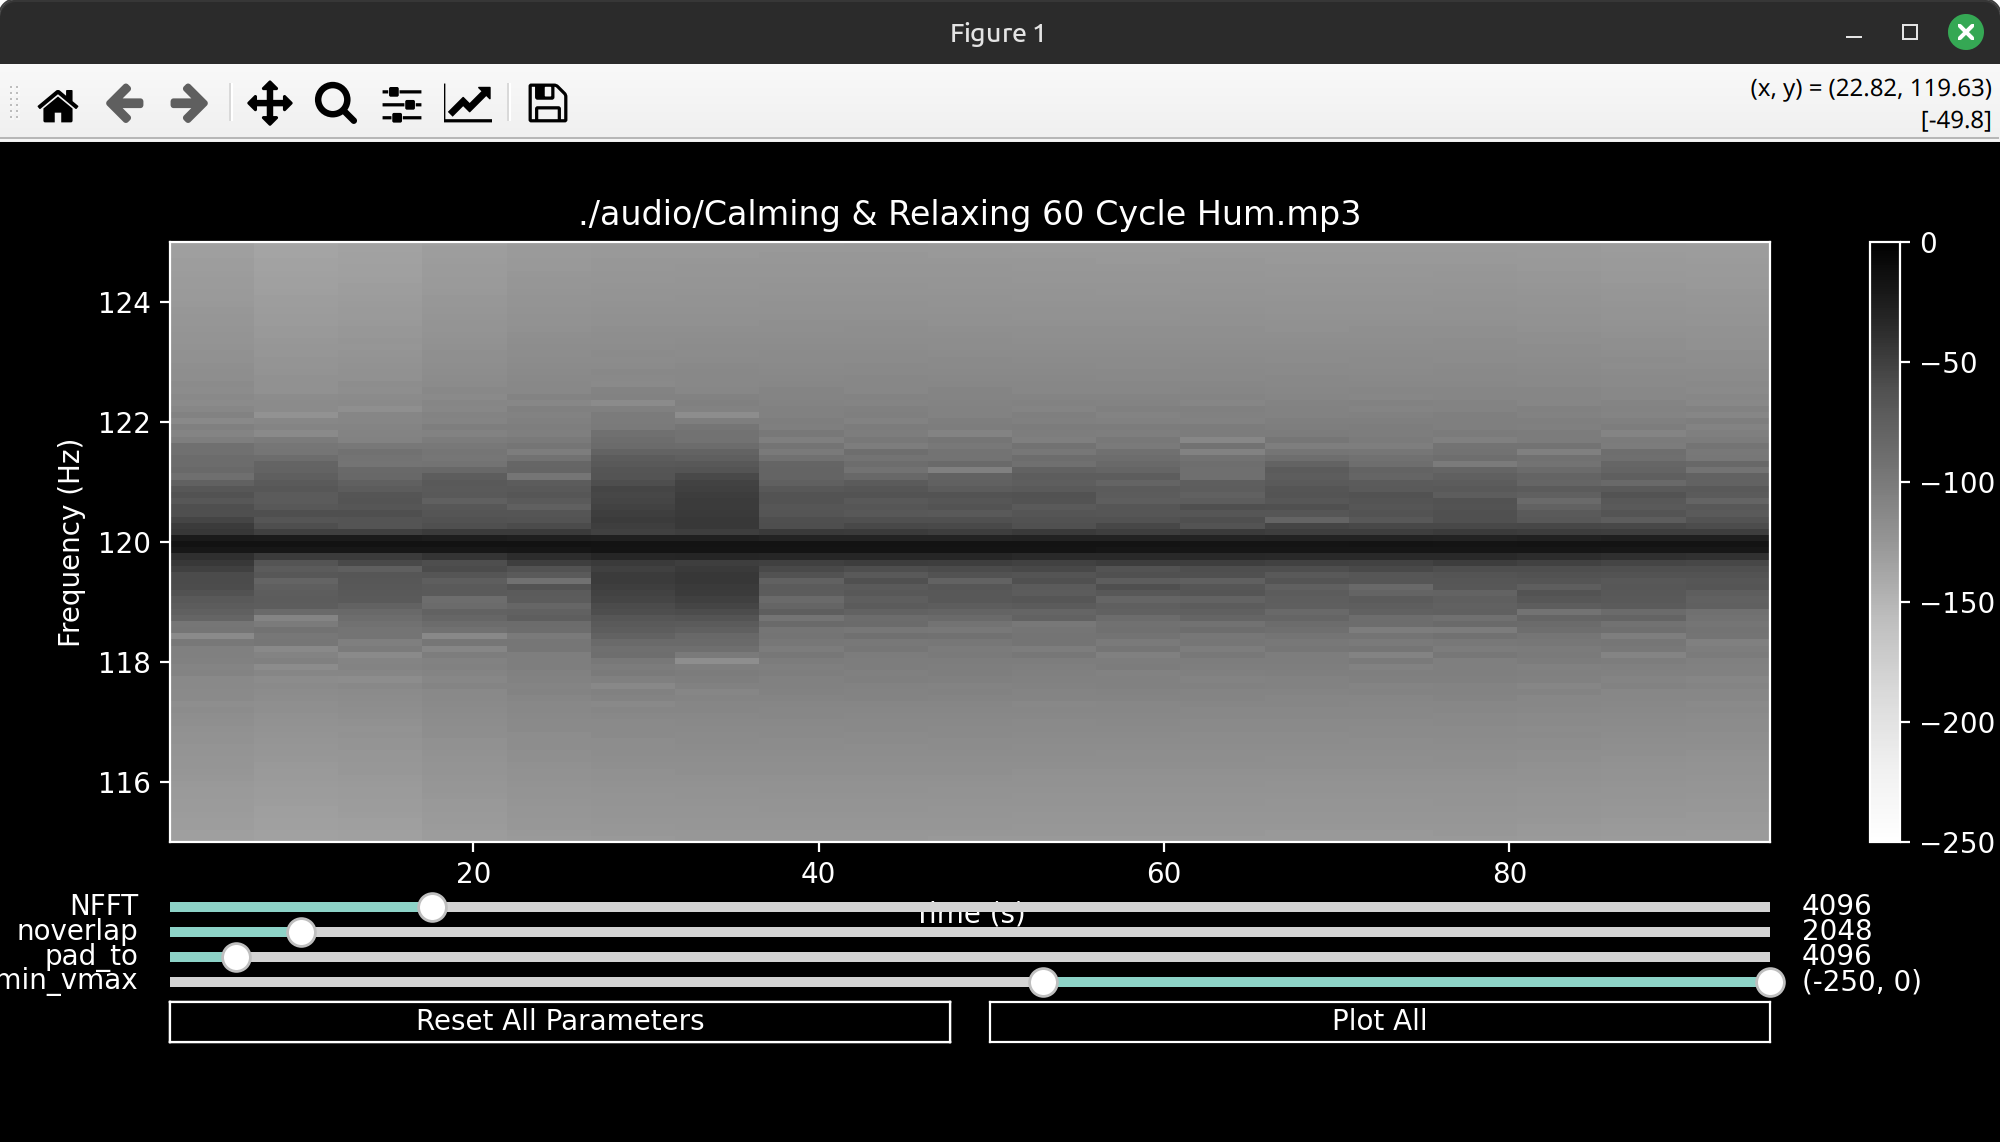 Figure 1
(x, y) = (22.82, 119.63)
[-49.8]
./audio/Calming & Relaxing 60 Cycle Hum.mp3
Frequency (Hz)
124
122
120
118
116
20
40
60
80
0
−50
−100
−150
−200
−250
Time (s)
NFFT
4096
noverlap
2048
pad_to
4096
min_vmax
(-250, 0)
Reset All Parameters
Plot All